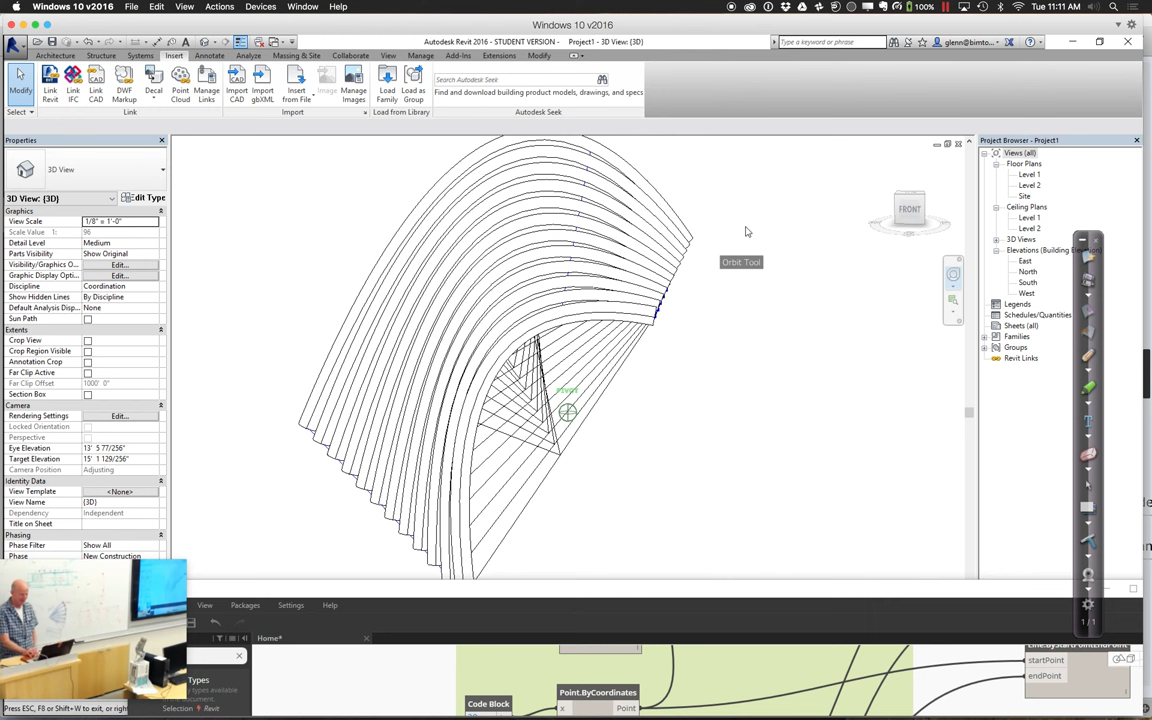 Windows 10 v2016 File Edit View Actions Devices Window Help 100% Tue 11:11 AM
Windows 10 v2016
Autodesk Revit 2016 - STUDENT VERSION - Project1 - 3D View: {3D} Type a keyword or phrase glenn@bimto...
Architecture Structure Systems Insert Annotate Analyze Massing & Site Collaborate View Manage Add-Ins Extensions Modify
Modify Link Revit Link IFC Link CAD DWF Markup Decal Point Cloud Manage Links Import CAD Import gbXML Insert from File Image Manage Images Load Family Load as Group Search Autodesk Seek
Find and download building product models, drawings, and specs
Select Link Import Load from Library Autodesk Seek
Properties
3D View
3D View: {3D} Edit Type
Graphics
View Scale 1/8" = 1'-0"
Scale Value 1: 96
Detail Level Medium
Parts Visibility Show Original
Visibility/Graphics O... Edit...
Graphic Display Opti... Edit...
Discipline Coordination
Show Hidden Lines By Discipline
Default Analysis Disp... None
Sun Path
Extents
Crop View
Crop Region Visible
Annotation Crop
Far Clip Active
Far Clip Offset 1000' 0"
Section Box
Camera
Rendering Settings Edit...
Locked Orientation
Perspective
Eye Elevation 13' 5 77/256"
Target Elevation 15' 1 129/256"
Camera Position Adjusting
Identity Data
View Template <None>
View Name {3D}
Dependency Independent
Title on Sheet
Phasing
Phase Filter Show All
Phase New Construction
FRONT
Orbit Tool
PIVOT
Project Browser - Project1
Views (all)
Floor Plans
Level 1
Level 2
Site
Ceiling Plans
Level 1
Level 2
3D Views
Elevations (Building Elevation)
East
North
South
West
Legends
Schedules/Quantities
Sheets (all)
Families
Groups
Revit Links
1 / 1
View Packages Settings Help
Home*
Types
types available
the document.
Selection Revit
Code Block
Point.ByCoordinates
x Point
Line.ByStartPointEndPoint
startPoint
endPoint
Press ESC, F8 or Shift+W to exit, or right